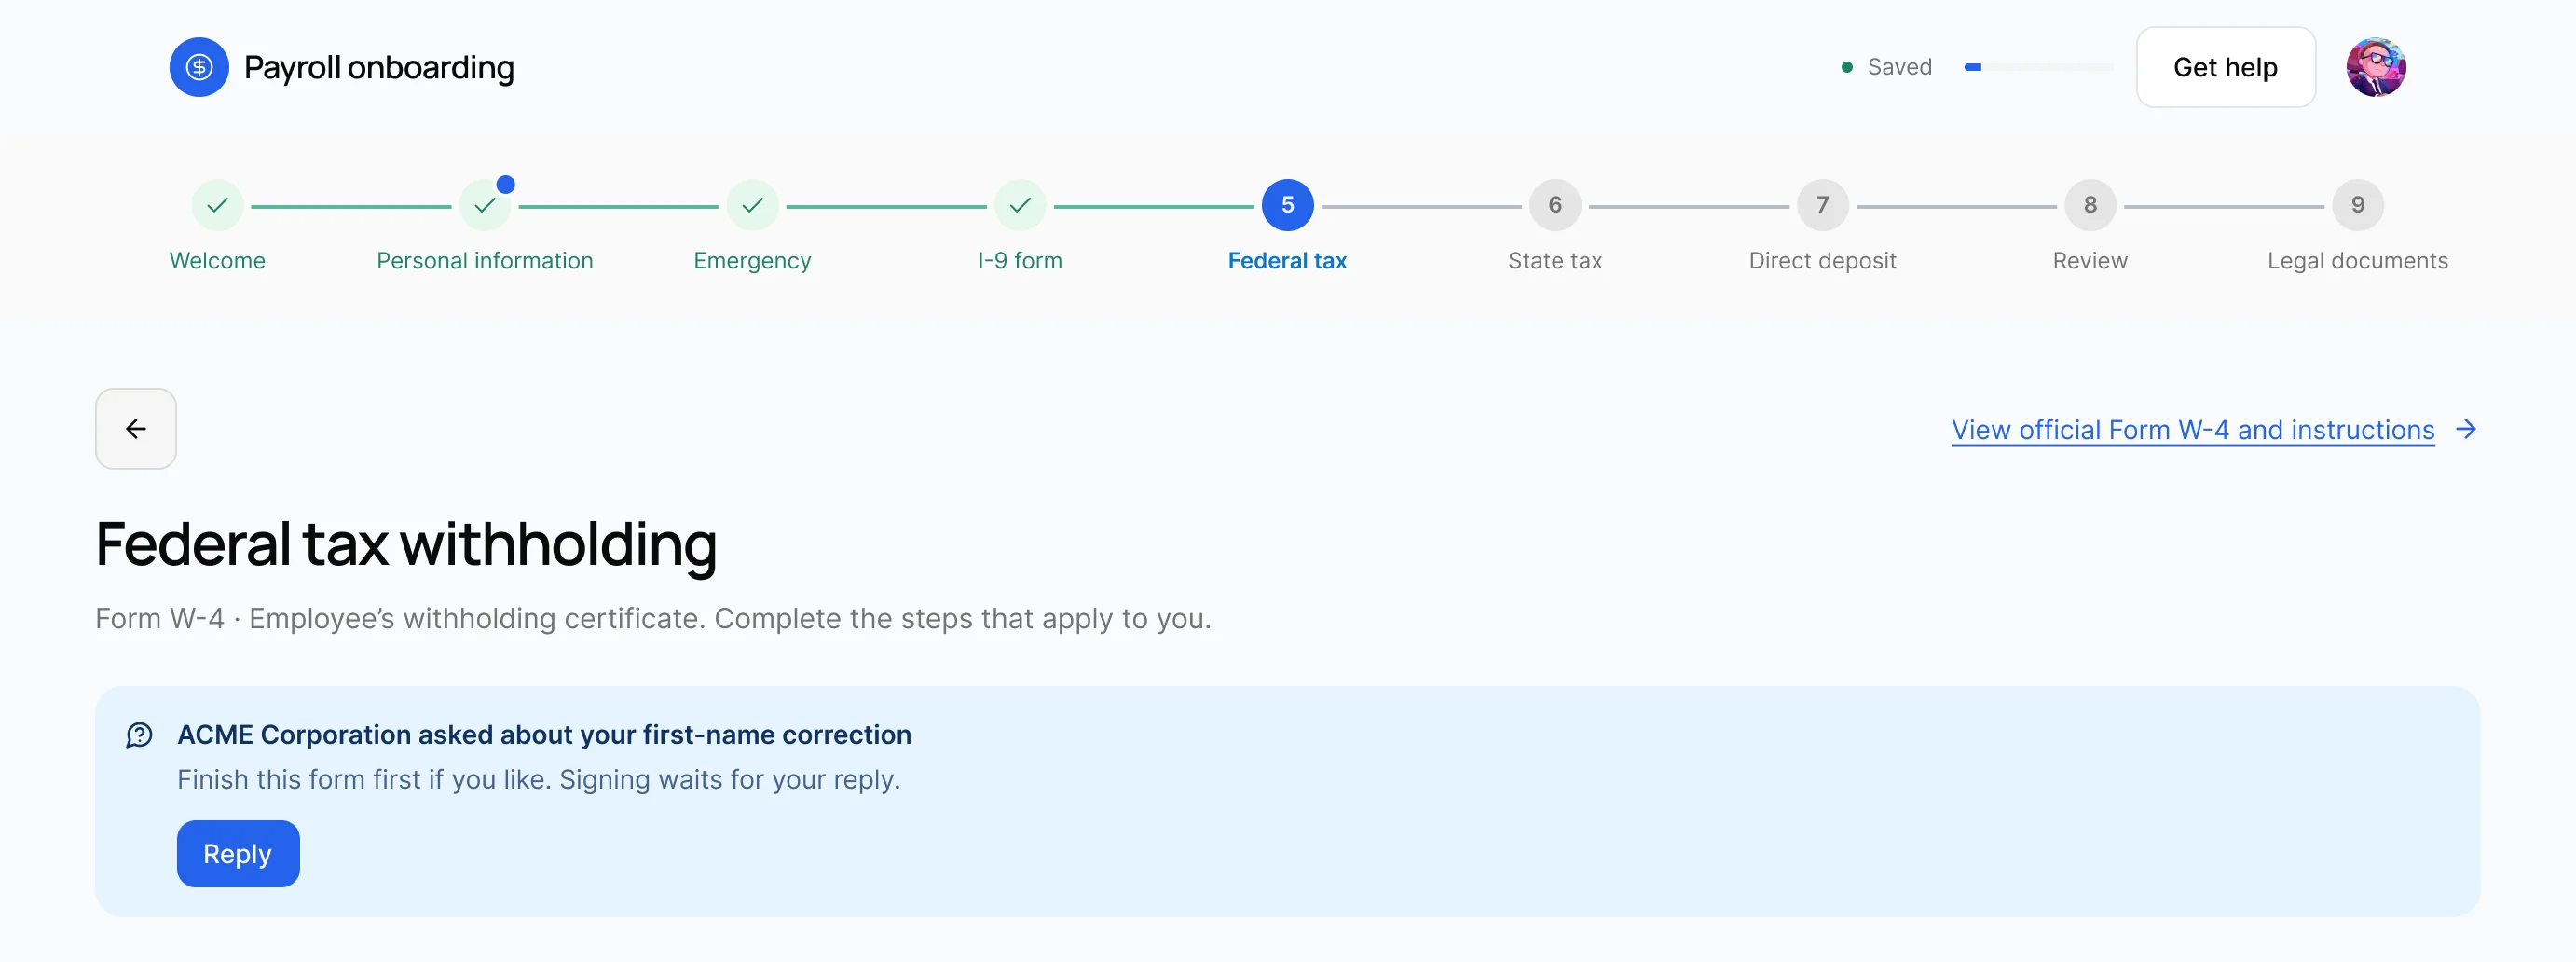 Payroll onboarding
Saved
Get help
5
6
7
8
9
Welcome
Personal information
Emergency
I-9 form
Federal tax
State tax
Direct deposit
Review
Legal documents
View official Form W-4 and instructions
Federal tax withholding
Form W-4 · Employee’s withholding certificate. Complete the steps that apply to you.
ACME Corporation asked about your first-name correction
Finish this form first if you like. Signing waits for your reply.
Reply